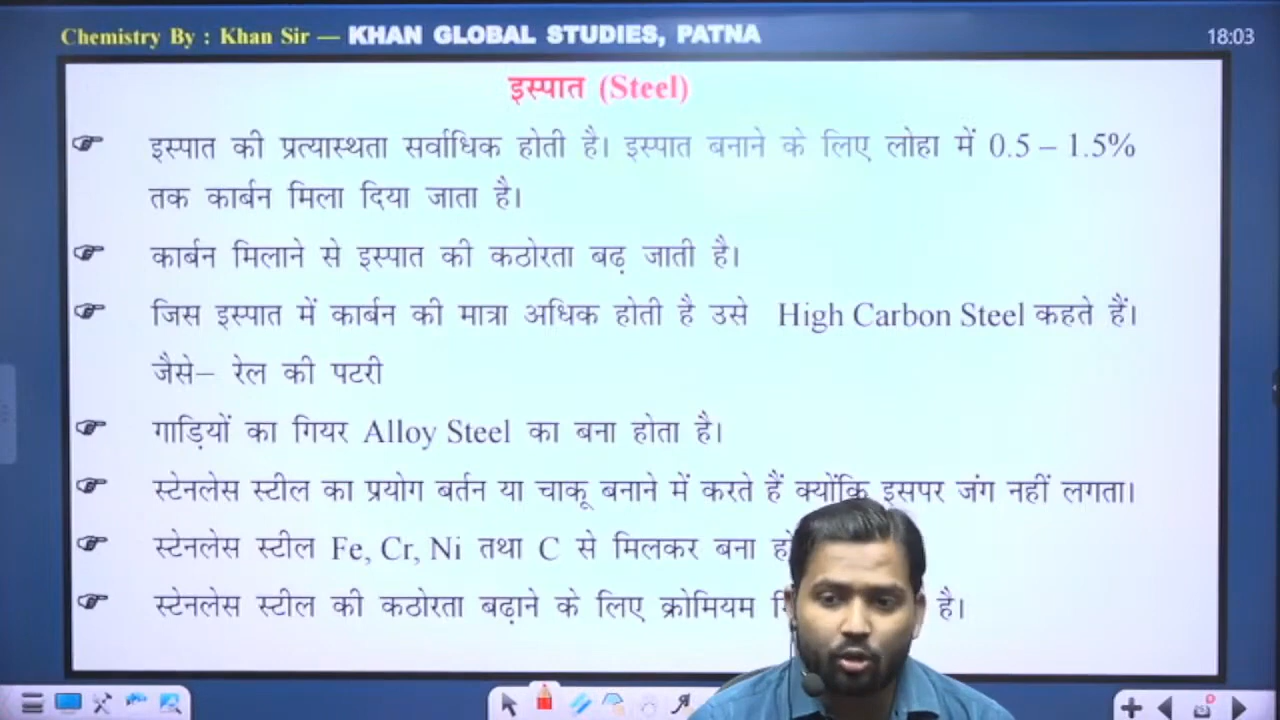 Chemistry By : Khan Sir — KHAN GLOBAL STUDIES, PATNA
18:03
इस्पात (Steel)
इस्पात की प्रत्यास्थता सर्वाधिक होती है। इस्पात बनाने के लिए लोहा में 0.5 – 1.5%
तक कार्बन मिला दिया जाता है।
कार्बन मिलाने से इस्पात की कठोरता बढ़ जाती है।
जिस इस्पात में कार्बन की मात्रा अधिक होती है उसे High Carbon Steel कहते हैं।
जैसे– रेल की पटरी
गाड़ियों का गियर Alloy Steel का बना होता है।
स्टेनलेस स्टील का प्रयोग बर्तन या चाकू बनाने में करते हैं क्योंकि इसपर जंग नहीं लगता।
स्टेनलेस स्टील Fe, Cr, Ni तथा C से मिलकर बना
स्टेनलेस स्टील की कठोरता बढ़ाने के लिए क्रोमियम है।